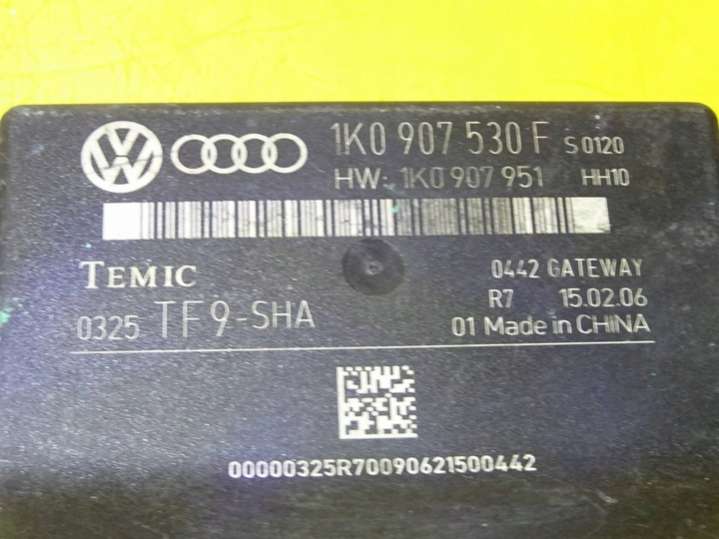 1K0 907 530 F S 0120
HW: 1K0 907 951 HH10
TEMIC 0442 GATEWAY
R7 15.02.06
0325 TF9-SHA 01 Made in CHINA
00000325R70090621500442